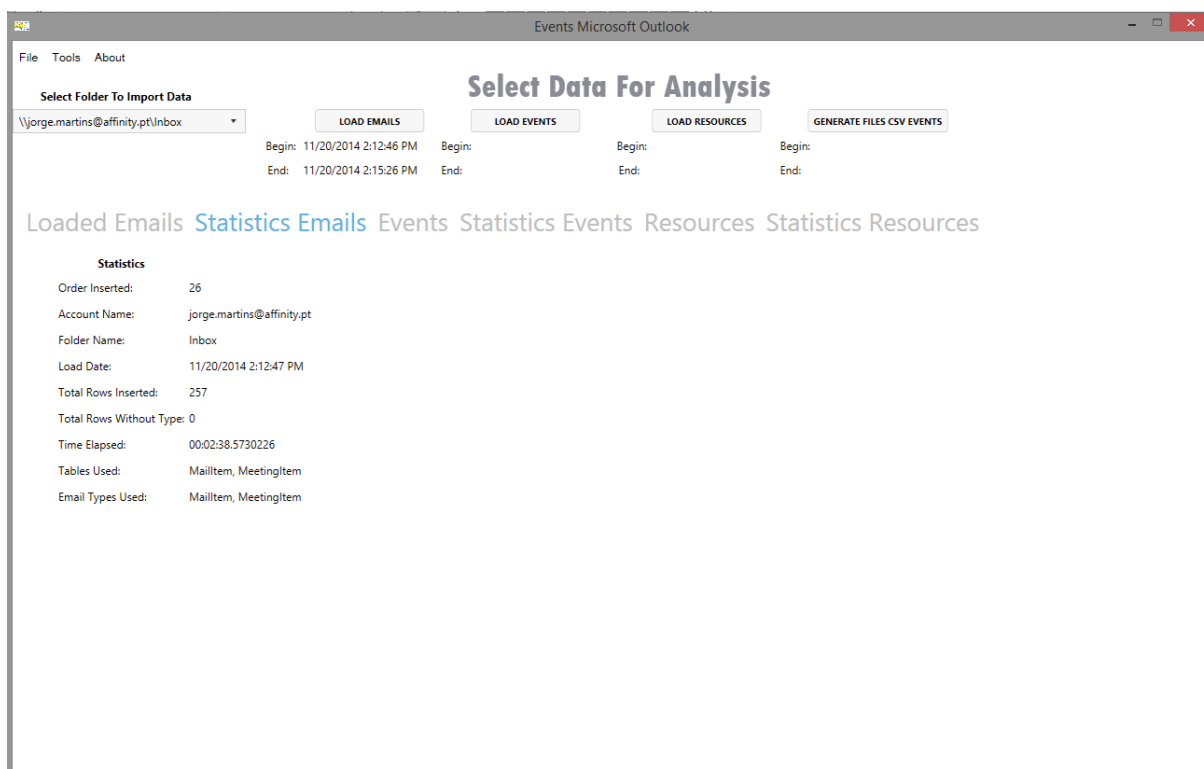 Events Microsoft Outlook
File Tools About
Select Data For Analysis
Select Folder To Import Data
\\jorge.martins@affinity.pt\Inbox
LOAD EMAILS LOAD EVENTS LOAD RESOURCES GENERATE FILES CSV EVENTS
Begin: 11/20/2014 2:12:46 PM Begin: Begin: Begin:
End: 11/20/2014 2:15:26 PM End: End: End:
Loaded Emails Statistics Emails Events Statistics Events Resources Statistics Resources
Statistics
Order Inserted: 26
Account Name: jorge.martins@affinity.pt
Folder Name: Inbox
Load Date: 11/20/2014 2:12:47 PM
Total Rows Inserted: 257
Total Rows Without Type: 0
Time Elapsed: 00:02:38.5730226
Tables Used: MailItem, MeetingItem
Email Types Used: MailItem, MeetingItem